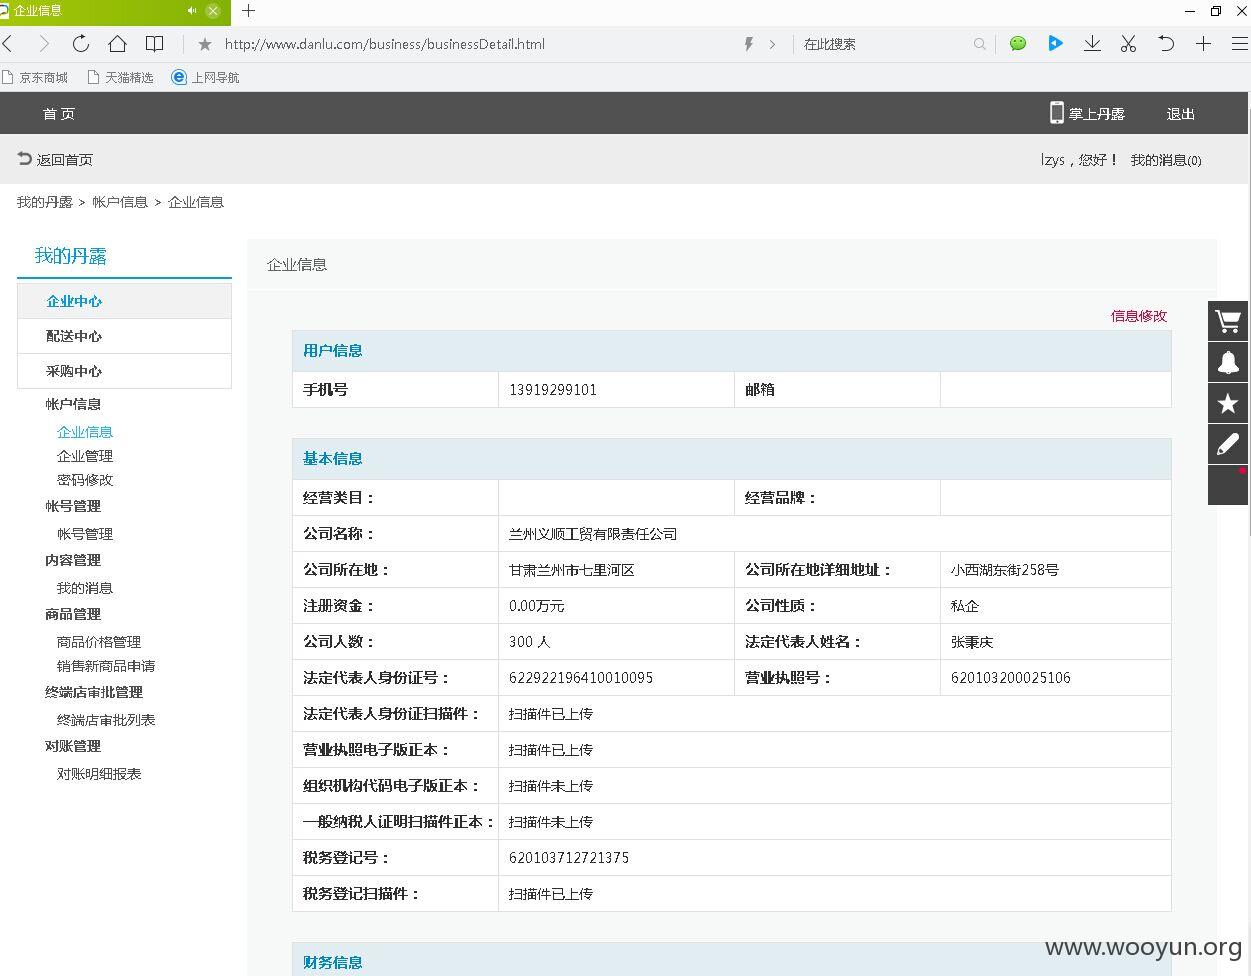 企业信息
http://www.danlu.com/business/businessDetail.html
在此搜索
京东商城 天猫精选 上网导航
首页 掌上丹露 退出
返回首页 lzys，您好！ 我的消息(0)
我的丹露 > 帐户信息 > 企业信息
我的丹露
企业中心
配送中心
采购中心
帐户信息
企业信息
企业管理
密码修改
帐号管理
帐号管理
内容管理
我的消息
商品管理
商品价格管理
销售新商品申请
终端店审批管理
终端店审批列表
对账管理
对账明细报表
企业信息
信息修改
用户信息
手机号 13919299101 邮箱
基本信息
经营类目： 经营品牌：
公司名称： 兰州义顺工贸有限责任公司
公司所在地： 甘肃兰州市七里河区 公司所在地详细地址： 小西湖东街258号
注册资金： 0.00万元 公司性质： 私企
公司人数： 300 人 法定代表人姓名： 张秉庆
法定代表人身份证号： 622922196410010095 营业执照号： 620103200025106
法定代表人身份证扫描件： 扫描件已上传
营业执照电子版正本： 扫描件已上传
组织机构代码电子版正本： 扫描件未上传
一般纳税人证明扫描件正本： 扫描件未上传
税务登记号： 620103712721375
税务登记扫描件： 扫描件已上传
财务信息
www.wooyun.org